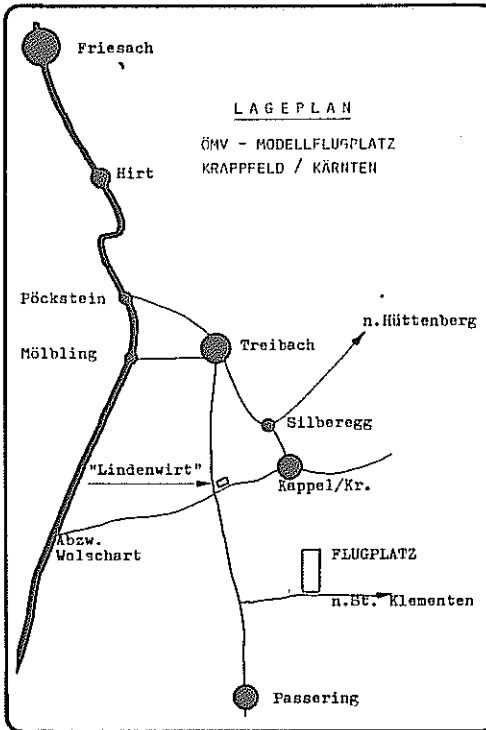 Friesach
LAGEPLAN
ÖMV - MODELLFLUGPLATZ
KRAPPFELD / KÄRNTEN
Hirt
Pöckstein
n.Hüttenberg
Treibach
Mölbling
Silberegg
"Lindenwirt"
Kappel/Kr.
Abzw.
Wolschart
FLUGPLATZ
n.St. Klementen
Passering